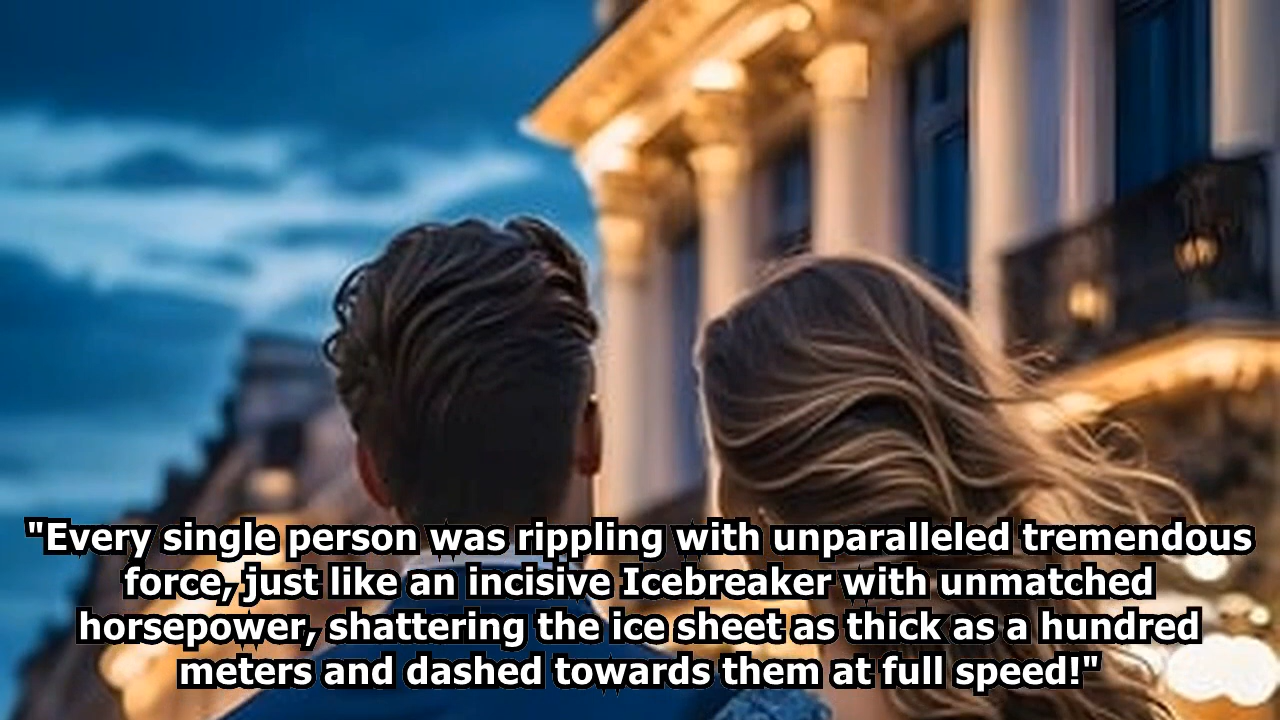 "Every single person was rippling with unparalleled tremendous
force, just like an incisive Icebreaker with unmatched
horsepower, shattering the ice sheet as thick as a hundred
meters and dashed towards them at full speed!"